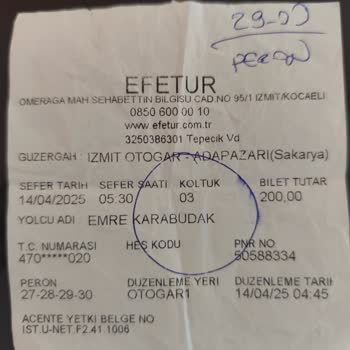 29-30
PERON
EFETUR
OMERAGA MAH SEHABETTIN BILGISU CAD NO 95/1 IZMIT/KOCAELI
0850 600 00 10
www.efetur.com.tr
3250386301 Tepecik Vd
GUZERGAH : IZMIT OTOGAR - ADAPAZARI(Sakarya)
SEFER TARIH SEFER SAATI KOLTUK BILET TUTAR
14/04/2025 05:30 03 200,00
YOLCU ADI EMRE KARABUDAK
T.C. NUMARASI HES KODU PNR NO
470*****020 50588334
PERON DUZENLEME YERI DUZENLEME TARIH
27-28-29-30 OTOGAR1 14/04/25 04:45
ACENTE YETKI BELGE NO
IST.U-NET.F2.41.1006